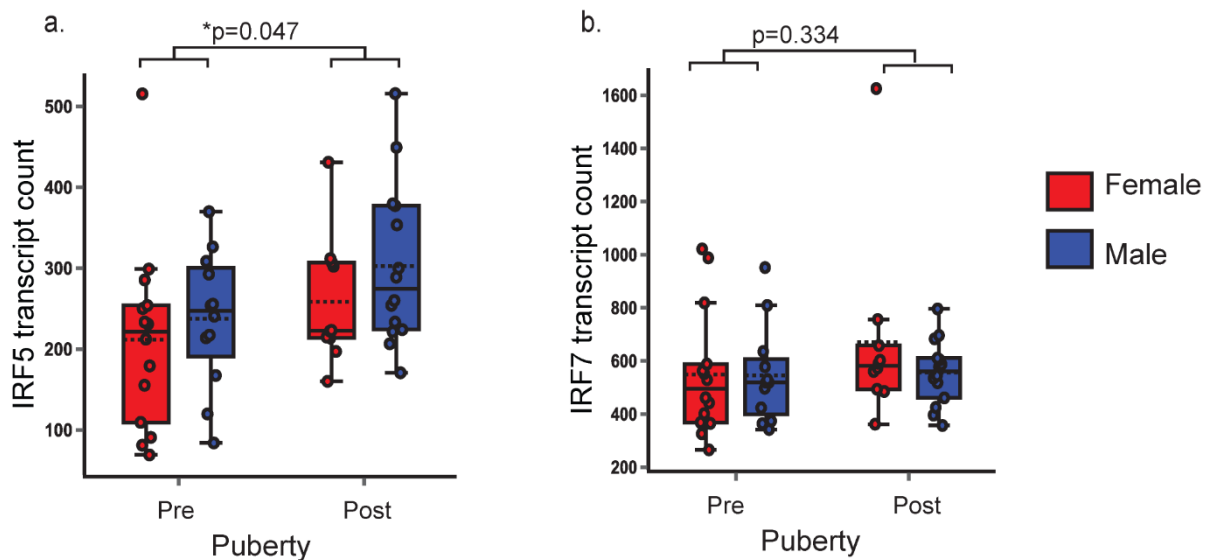 a.
*p=0.047
IRF5 transcript count
500
400
300
200
100
Pre
Post
Puberty
b.
p=0.334
IRF7 transcript count
1600
1400
1200
1000
800
600
400
200
Pre
Post
Puberty
Female
Male